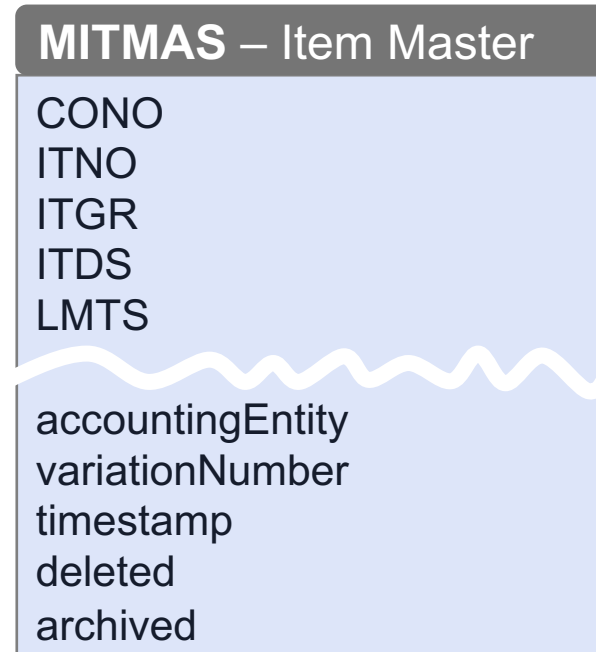 MITMAS – Item Master
CONO
ITNO
ITGR
ITDS
LMTS
accountingEntity
variationNumber
timestamp
deleted
archived